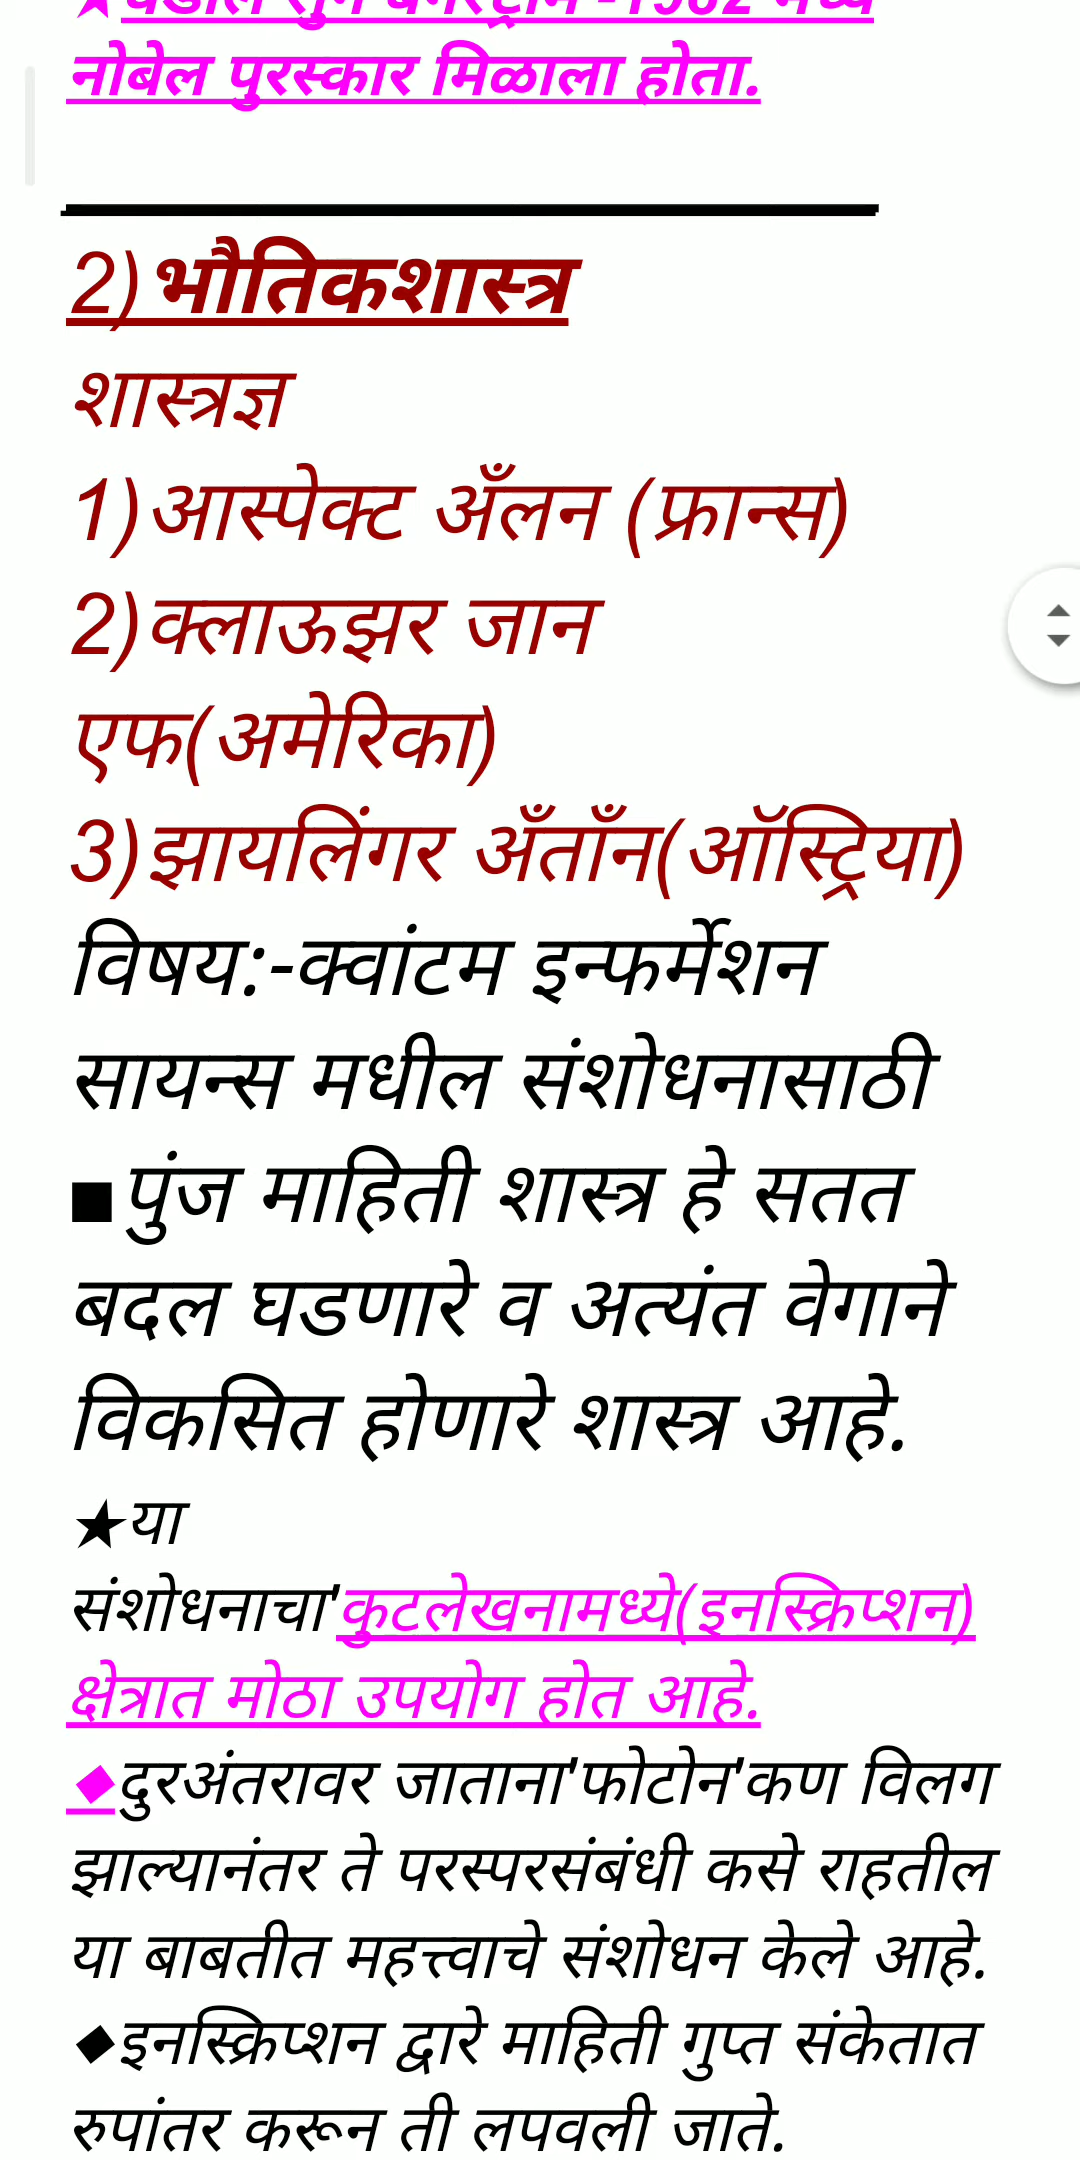 नोबेल पुरस्कार मिळाला होता.
2)भौतिकशास्त्र
शास्त्रज्ञ
1)आस्पेक्ट अँलन (फ्रान्स)
2)क्लाऊझर जान
एफ(अमेरिका)
3)झायलिंगर अँताँन(ऑस्ट्रिया)
विषय:-क्वांटम इन्फर्मेशन
सायन्स मधील संशोधनासाठी
■पुंज माहिती शास्त्र हे सतत
बदल घडणारे व अत्यंत वेगाने
विकसित होणारे शास्त्र आहे.
★या
संशोधनाचा'कुटलेखनामध्ये(इनस्क्रिप्शन)
क्षेत्रात मोठा उपयोग होत आहे.
◆दुरअंतरावर जाताना'फोटोन'कण विलग
झाल्यानंतर ते परस्परसंबंधी कसे राहतील
या बाबतीत महत्त्वाचे संशोधन केले आहे.
◆इनस्क्रिप्शन द्वारे माहिती गुप्त संकेतात
रुपांतर करून ती लपवली जाते.